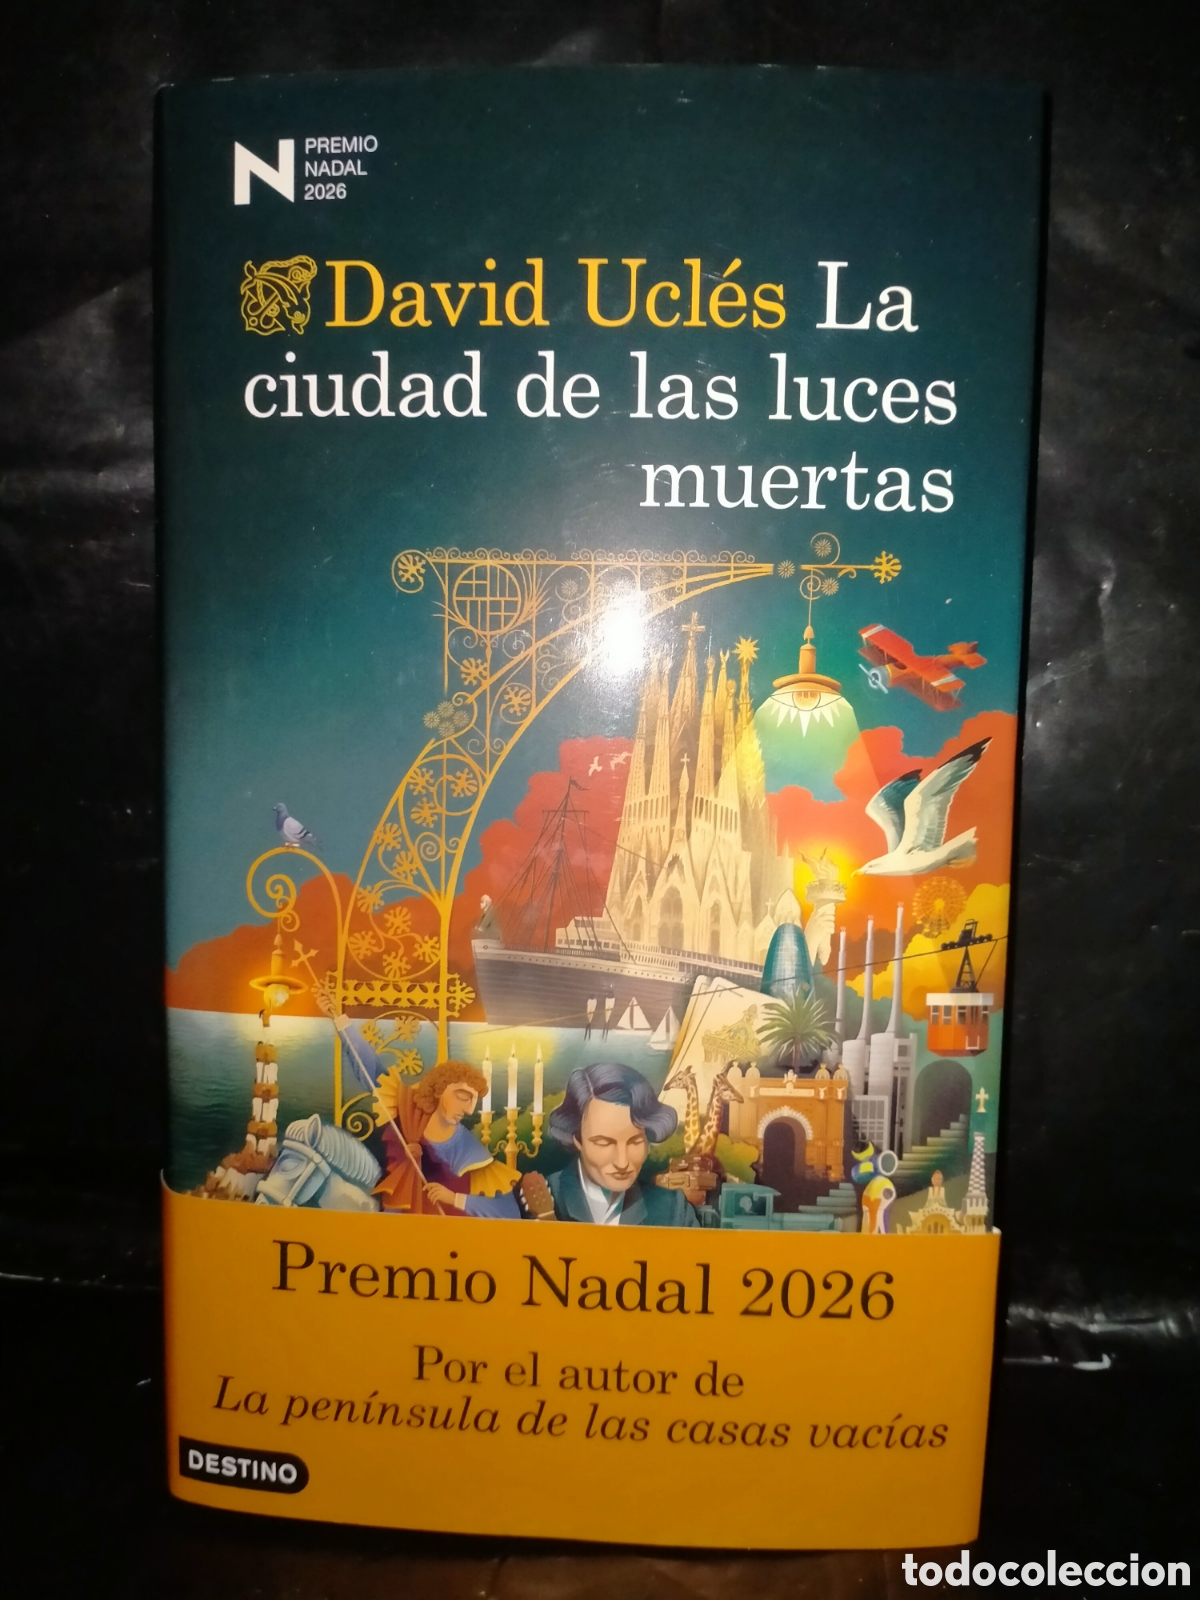 N PREMIO
NADAL
2026
David Uclés La
ciudad de las luces
muertas
Premio Nadal 2026
Por el autor de
La península de las casas vacías
DESTINO
todocoleccion